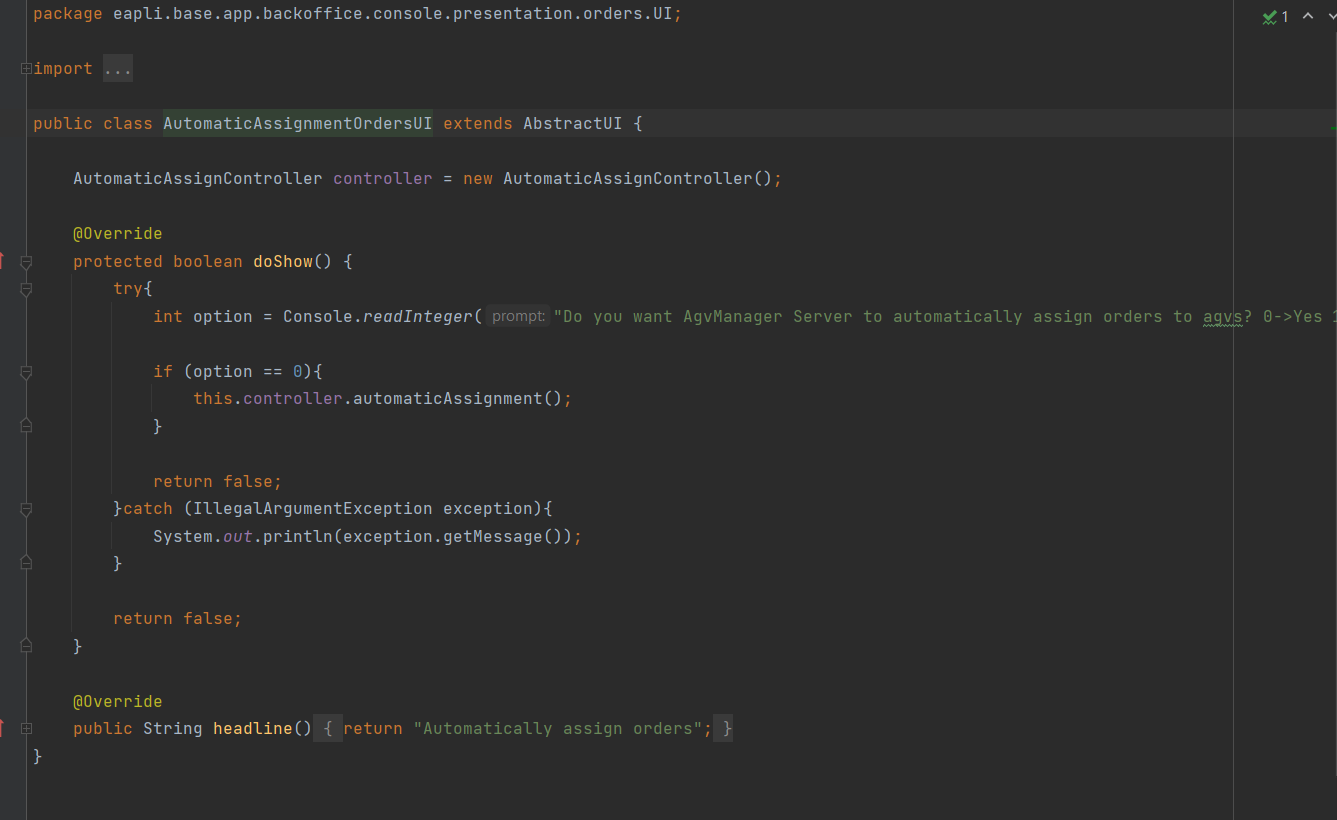 package eapli.base.app.backoffice.console.presentation.orders.UI;
1
import ...
public class AutomaticAssignmentOrdersUI extends AbstractUI {
AutomaticAssignController controller = new AutomaticAssignController();
@Override
protected boolean doShow() {
try{
int option = Console.readInteger( prompt: "Do you want AgvManager Server to automatically assign orders to agvs? 0->Yes
if (option == 0){
this.controller.automaticAssignment();
}
return false;
}catch (IllegalArgumentException exception){
System.out.println(exception.getMessage());
}
return false;
}
@Override
public String headline() { return "Automatically assign orders"; }
}